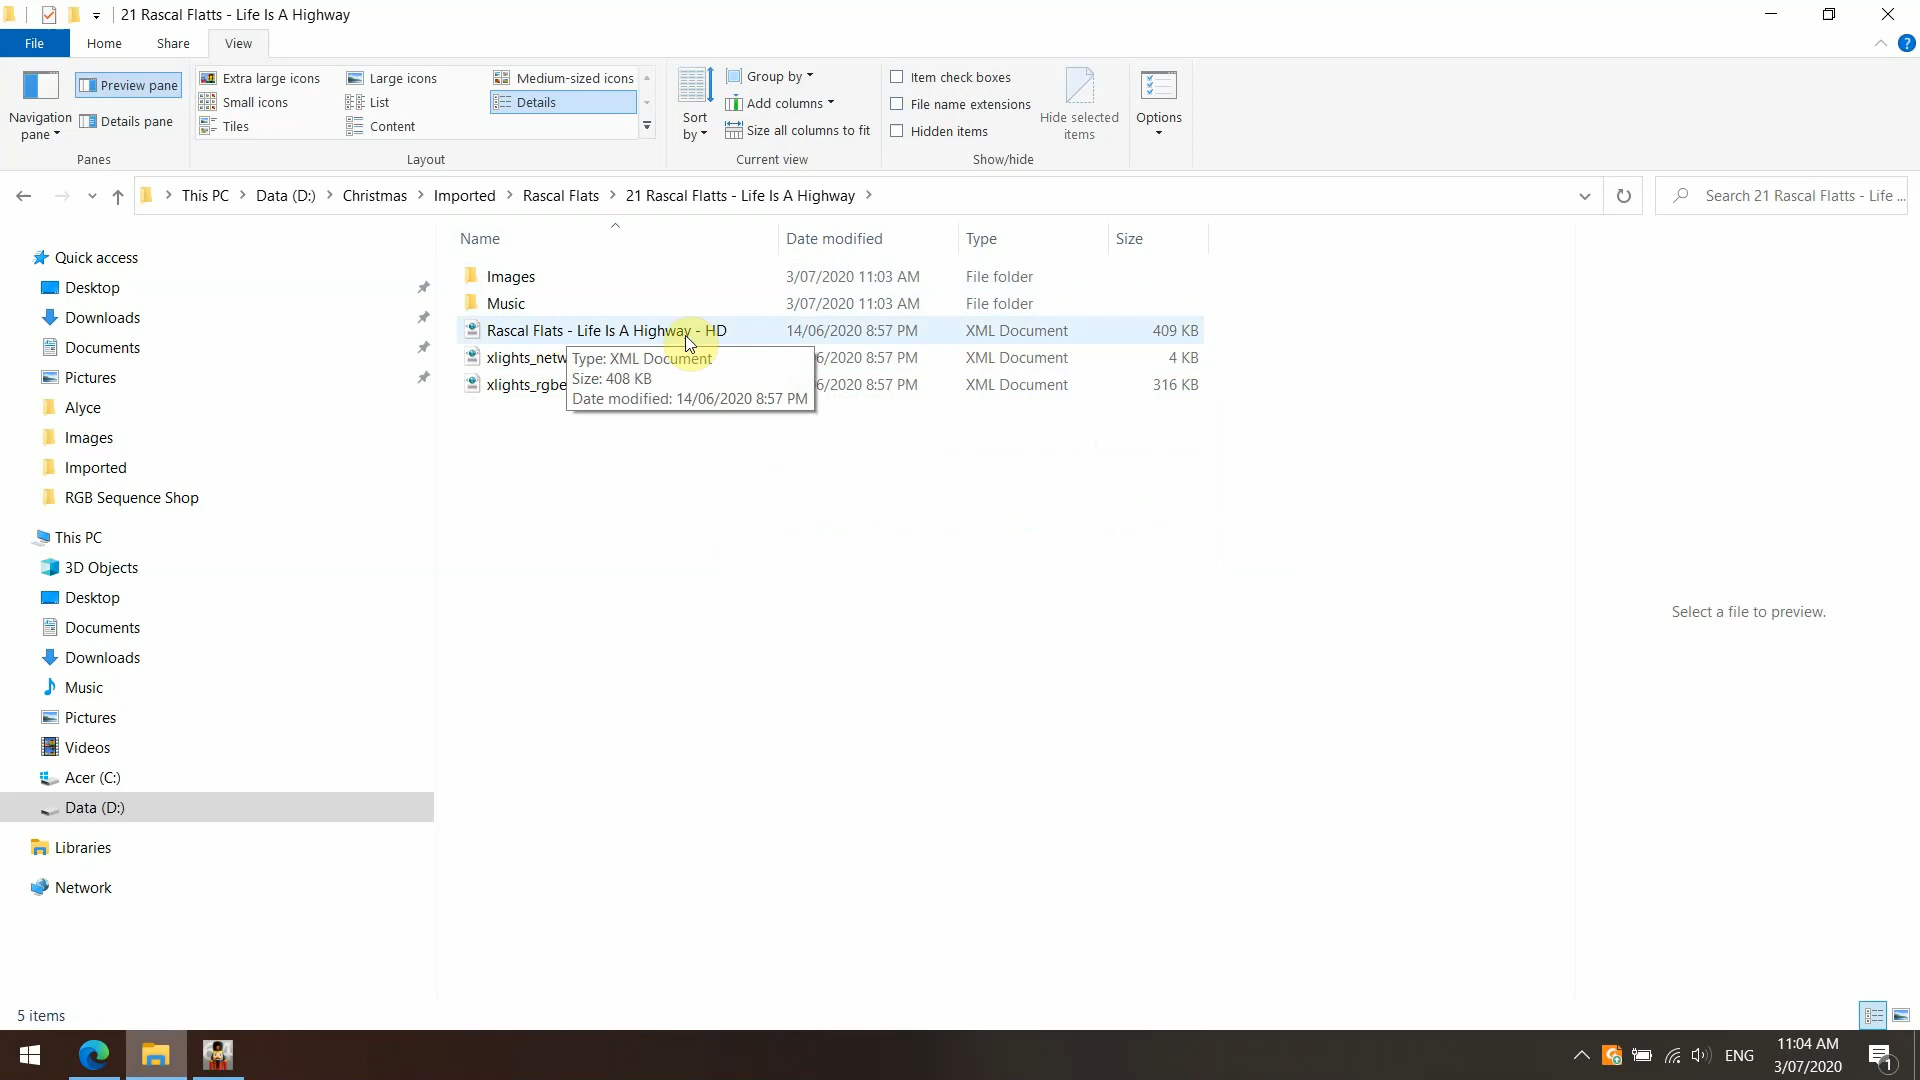 21 Rascal Flatts - Life Is A Highway
File Home Share View
Navigation pane
Preview pane
Details pane
Panes
Extra large icons Large icons Medium-sized icons
Small icons List Details
Tiles Content
Layout
Sort by
Group by
Add columns
Size all columns to fit
Current view
Item check boxes
File name extensions
Hidden items
Hide selected items
Show/hide
Options
This PC Data (D:) Christmas Imported Rascal Flats 21 Rascal Flatts - Life Is A Highway
Search 21 Rascal Flatts - Life ...
Quick access
Desktop
Downloads
Documents
Pictures
Alyce
Images
Imported
RGB Sequence Shop
This PC
3D Objects
Desktop
Documents
Downloads
Music
Pictures
Videos
Acer (C:)
Data (D:)
Libraries
Network
Name Date modified Type Size
Images 3/07/2020 11:03 AM File folder
Music 3/07/2020 11:03 AM File folder
Rascal Flats - Life Is A Highway - HD 14/06/2020 8:57 PM XML Document 409 KB
xlights_netw 6/2020 8:57 PM XML Document 4 KB
xlights_rgbe 6/2020 8:57 PM XML Document 316 KB
Type: XML Document
Size: 408 KB
Date modified: 14/06/2020 8:57 PM
Select a file to preview.
5 items
ENG
11:04 AM
3/07/2020
1